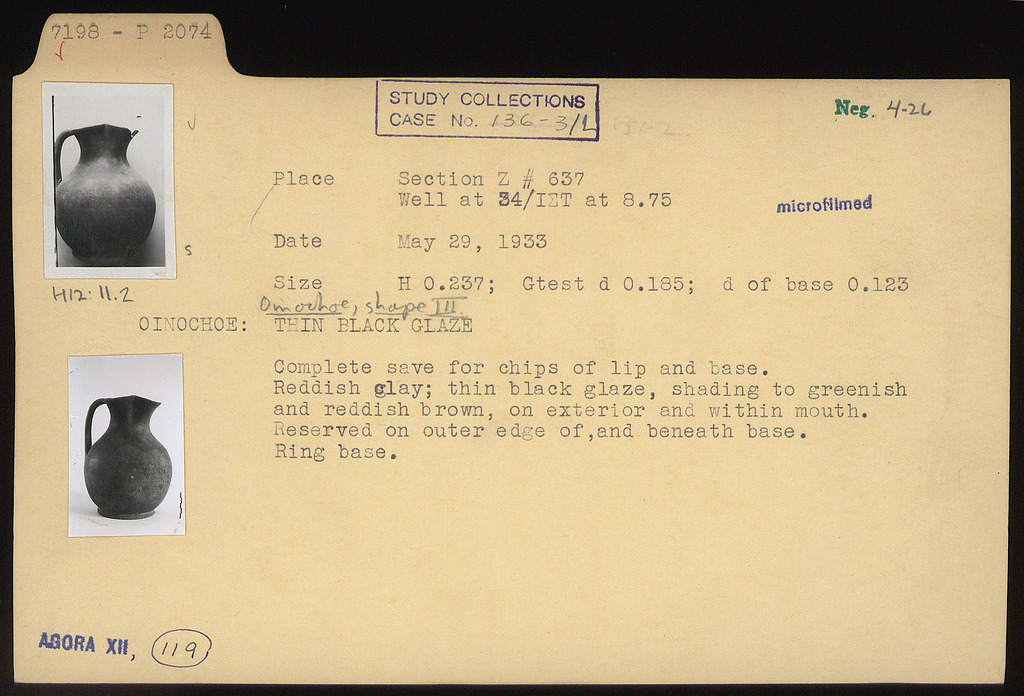 7198 - P 2074
STUDY COLLECTIONS
CASE No. 136-3/1
Neg. 4-26
Place Section Z # 637
Well at 34/ at 8.75
microfilmed
Date May 29, 1933
S
H12:11.2
Size H 0.237; Gtest d 0.185; d of base 0.123
Oinochoe, shape III.
OINOCHOE: THIN BLACK GLAZE
Complete save for chips of lip and base.
Reddish clay; thin black glaze, shading to greenish
and reddish brown, on exterior and within mouth.
Reserved on outer edge of,and beneath base.
Ring base.
AGORA XII, 119